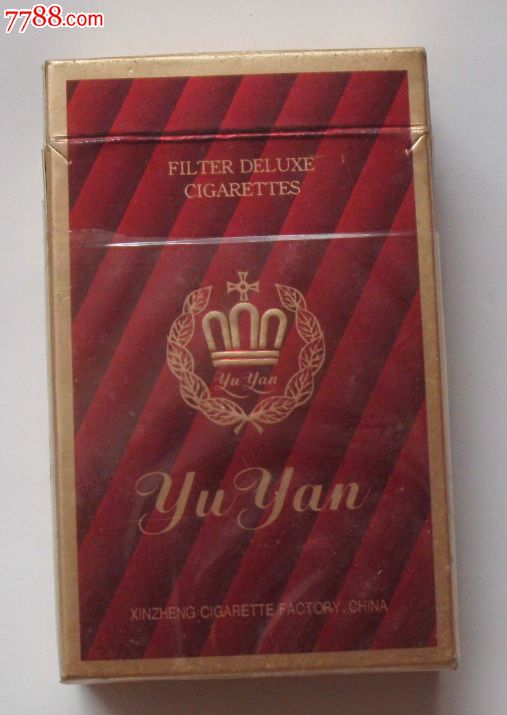 7788.com
FILTER DELUXE
CIGARETTES
Yu Yan
Yu Yan
XINZHENG CIGARETTE FACTORY, CHINA